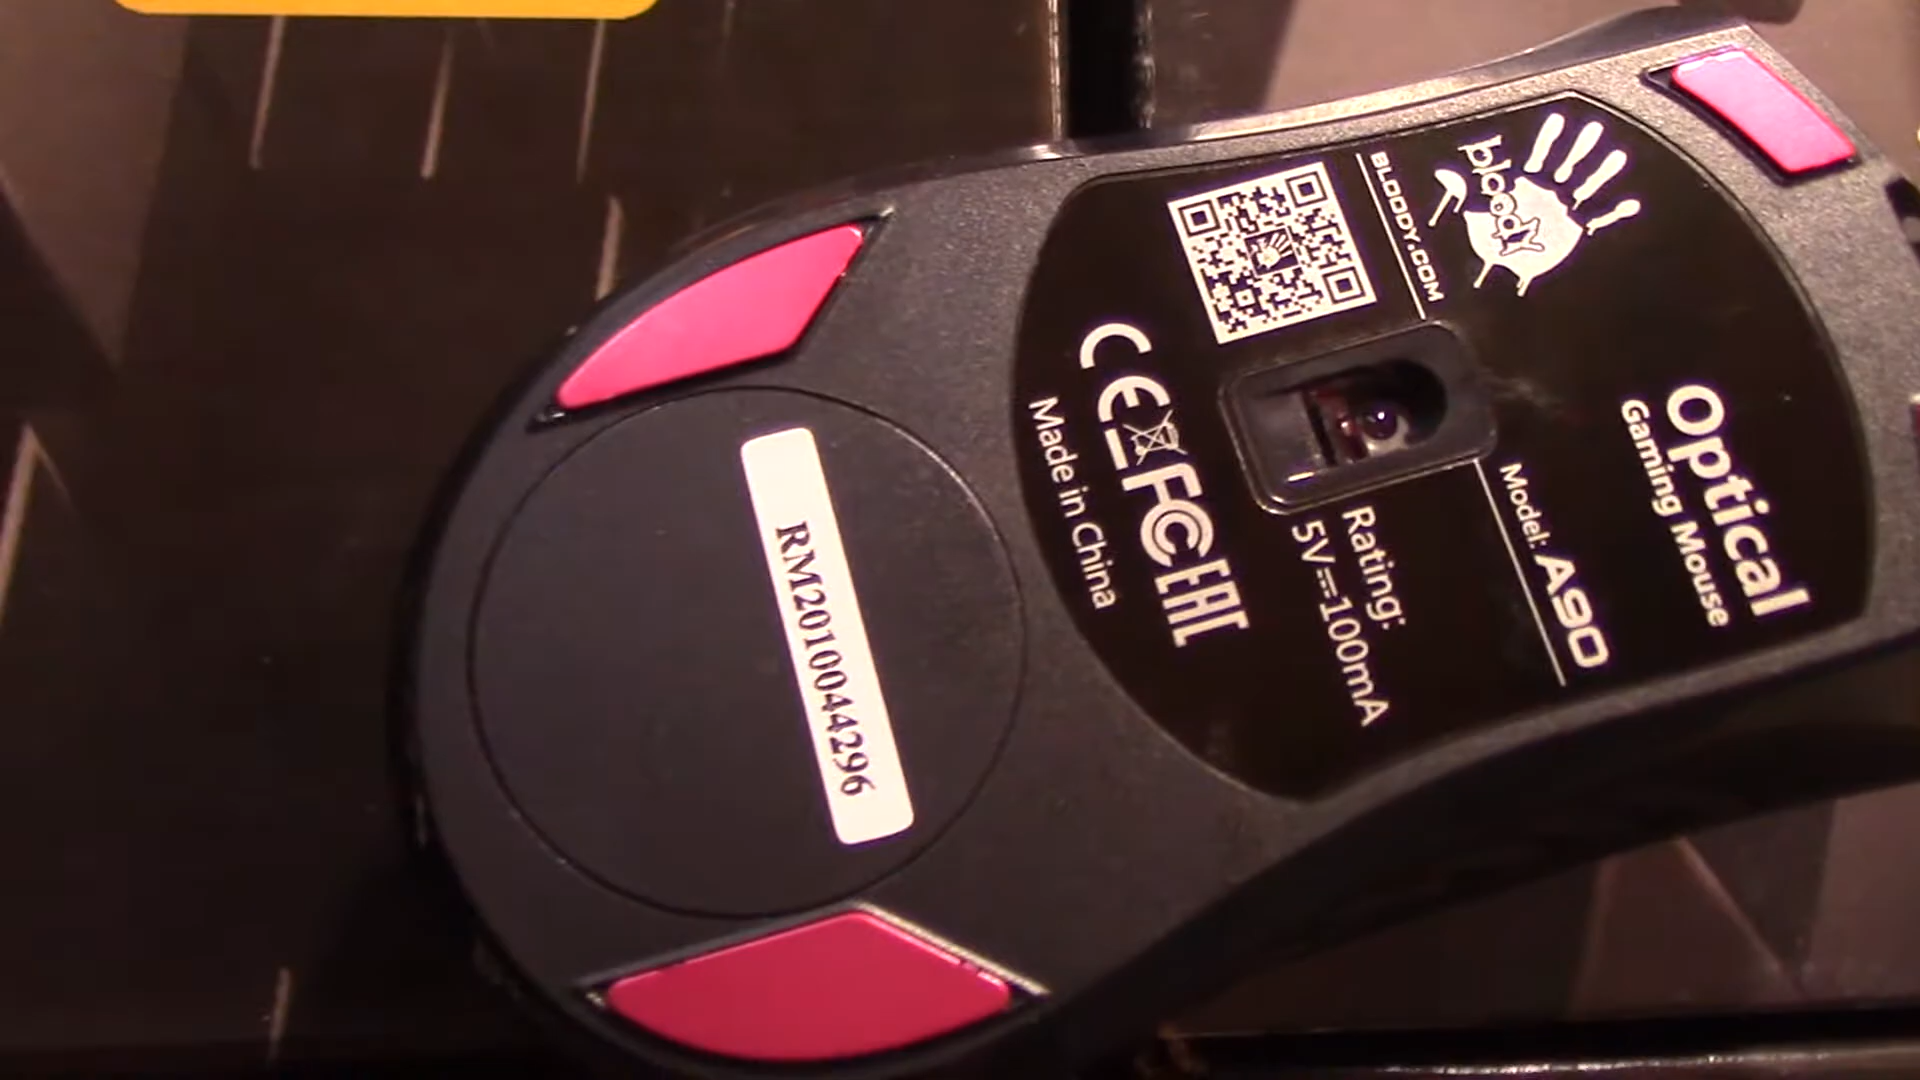 bloody
BLOODY.COM
Optical
Gaming Mouse
Model: A90
Rating:
5V⎓100mA
CE FC EAC
Made in China
RM2010044296